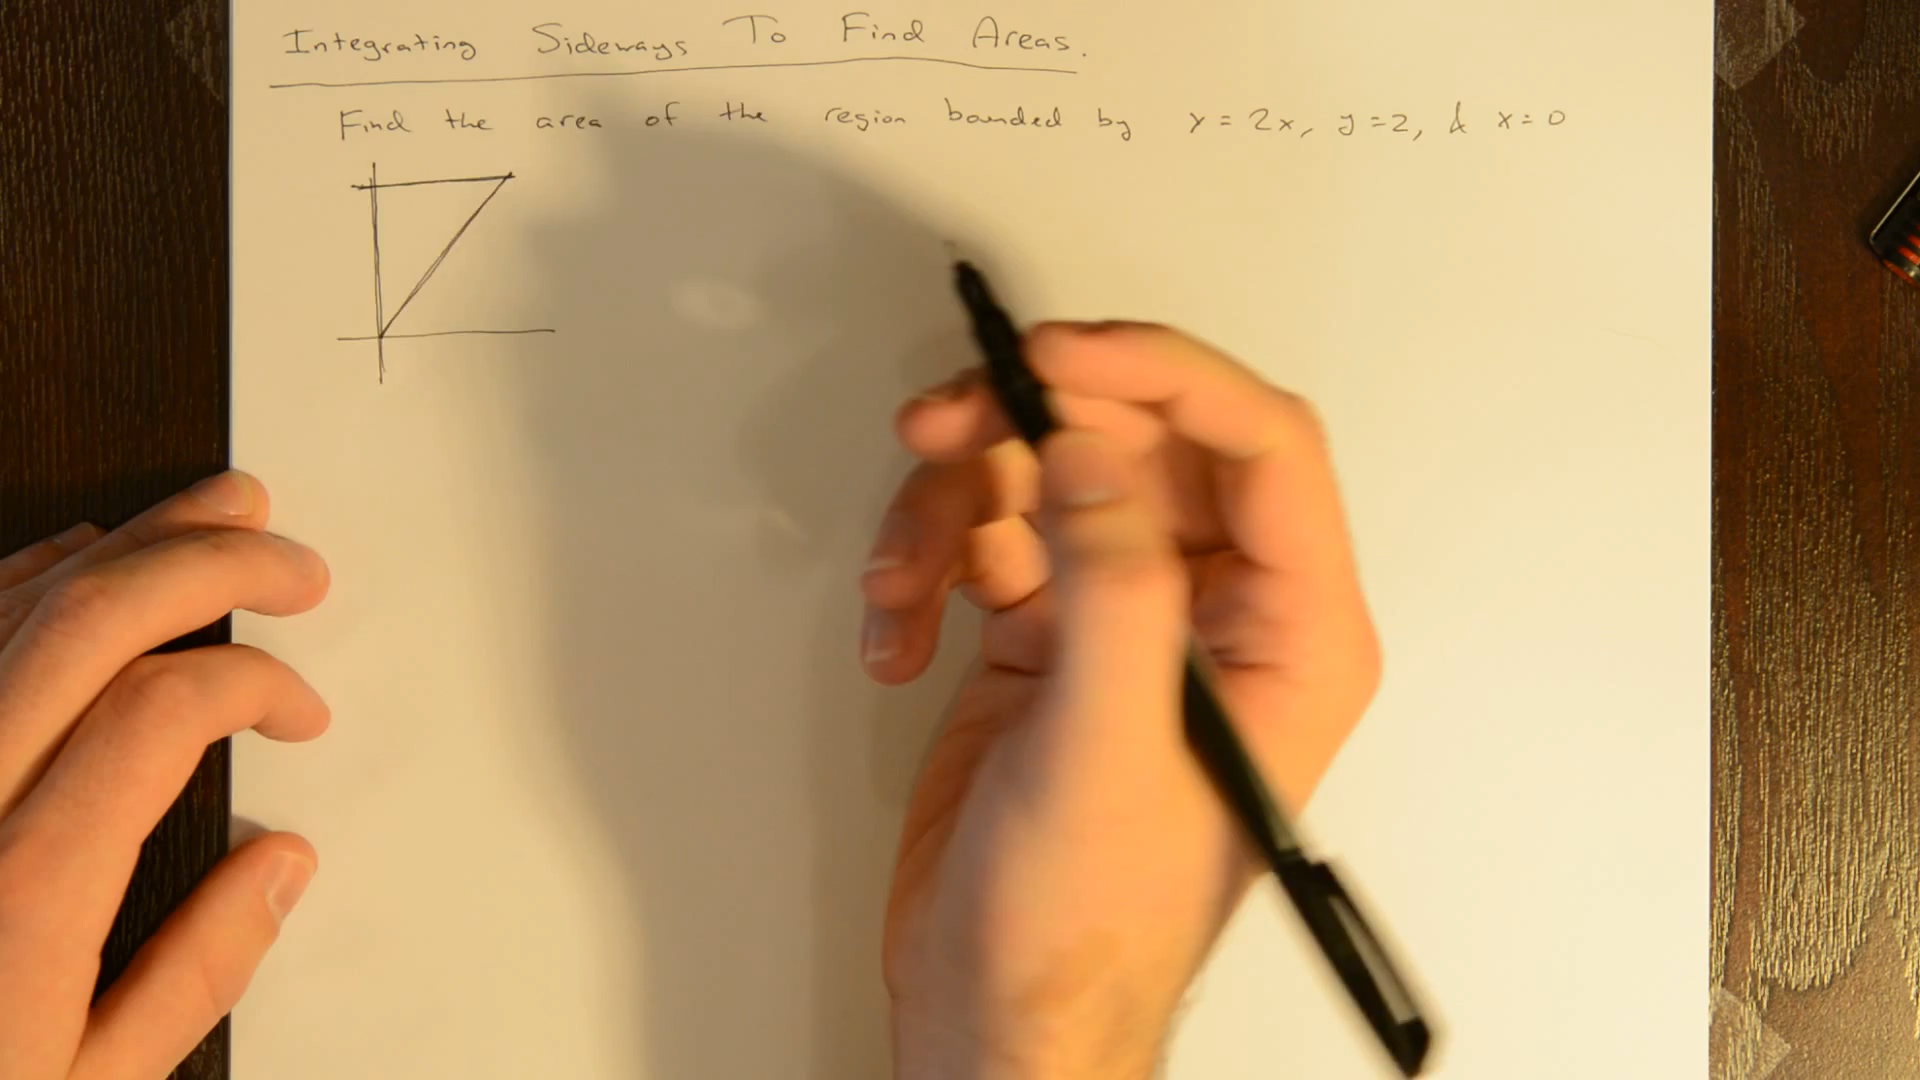 Integrating Sideways To Find Areas.
Find the area of the region bounded by y = 2x, y = 2, & x = 0